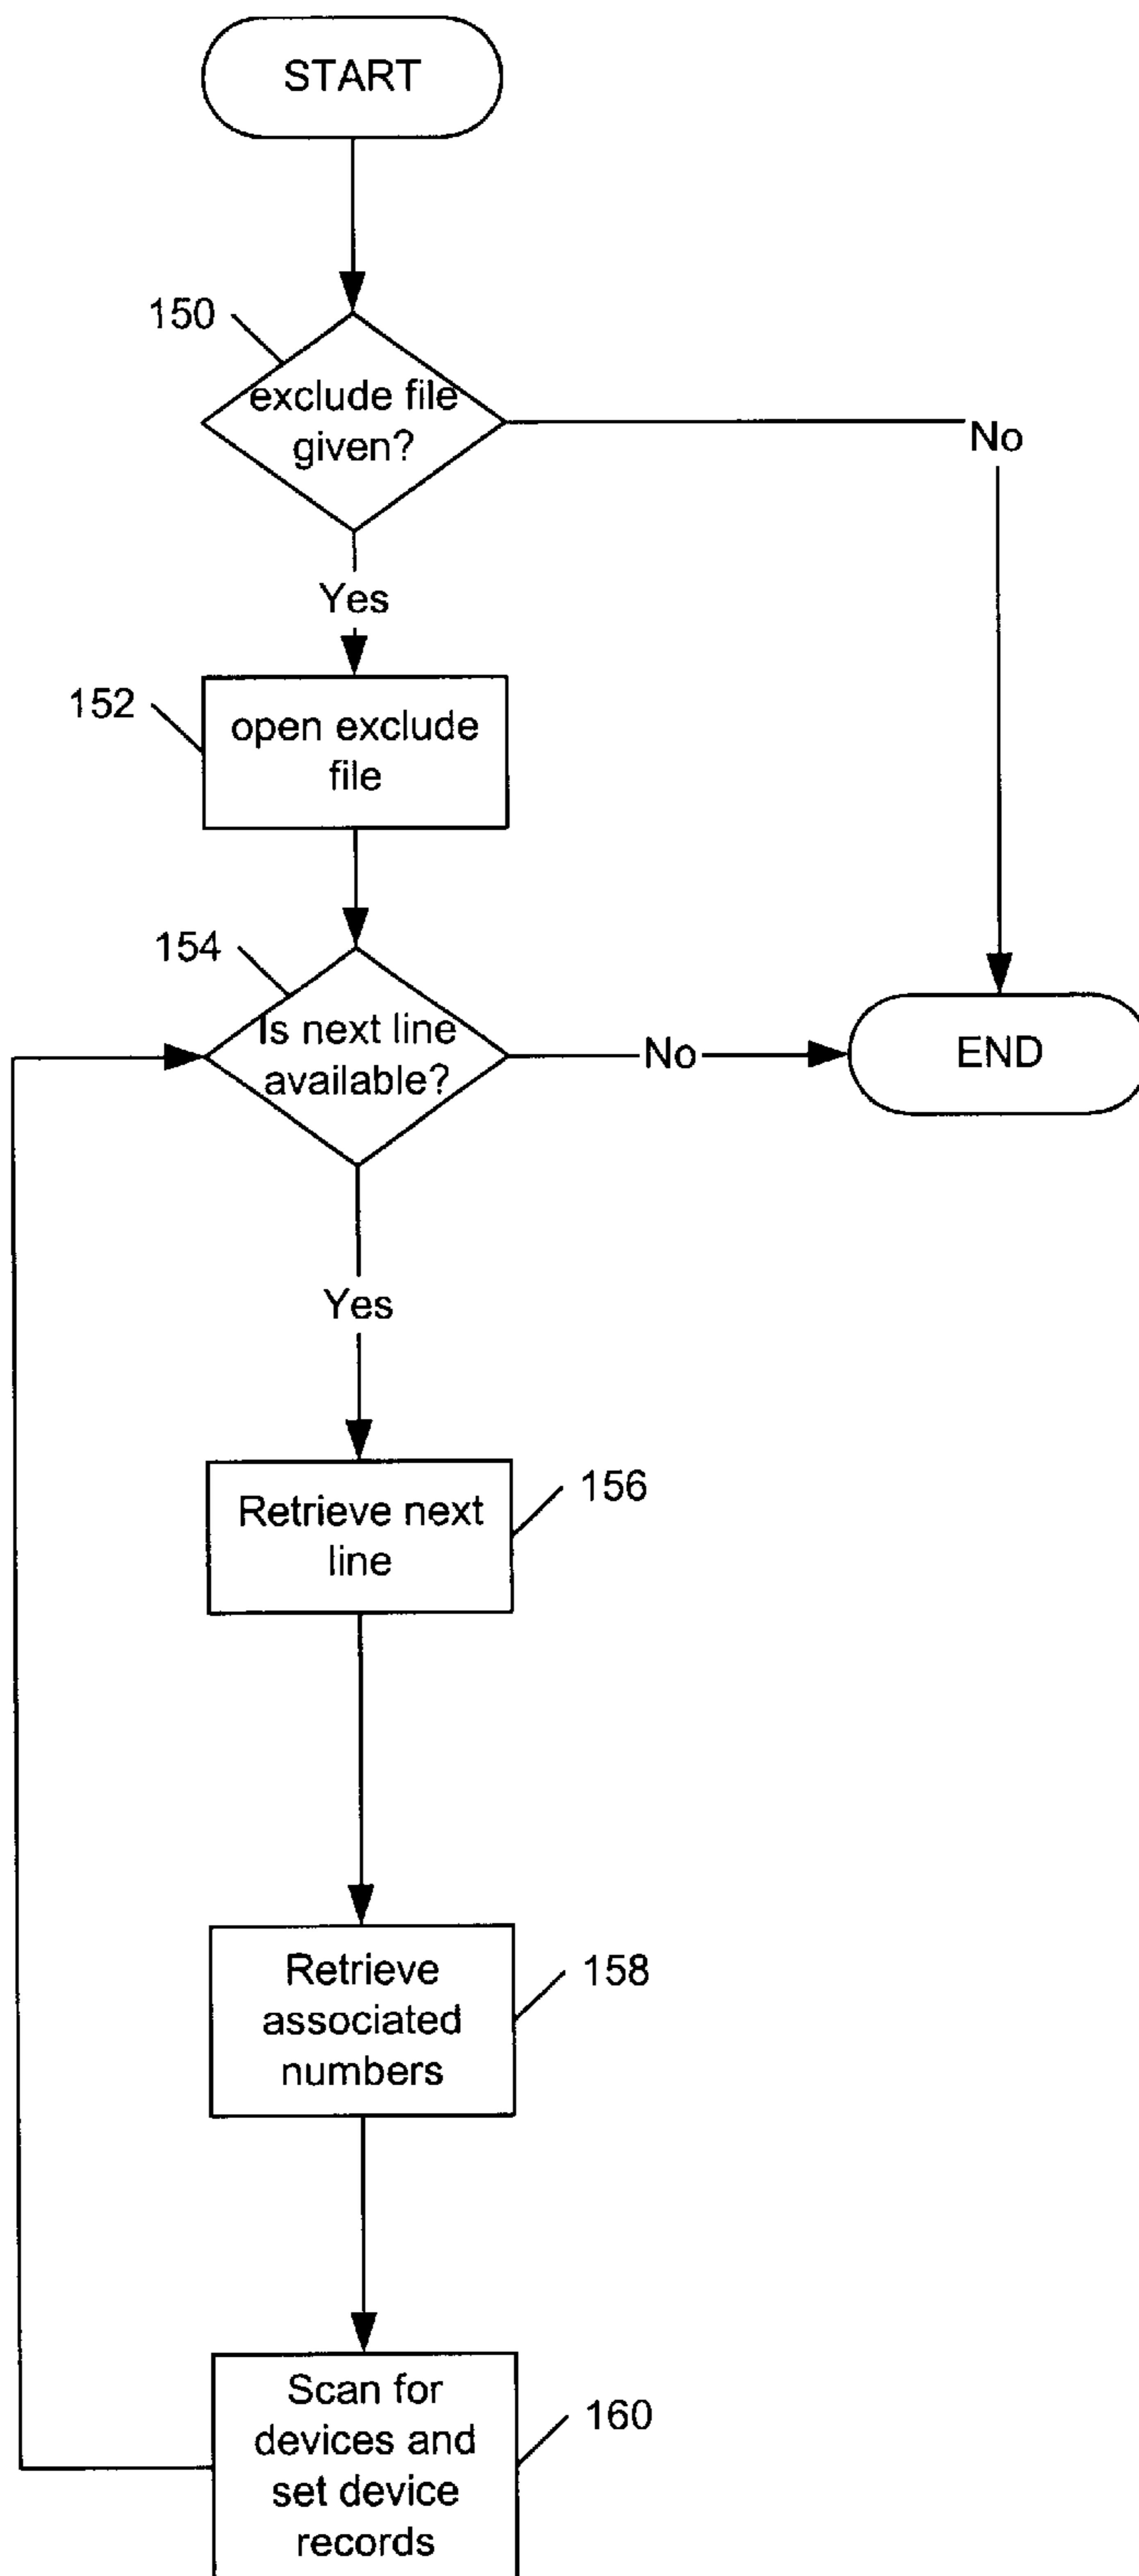 START
150
exclude file
given?
No
Yes
152
open exclude
file
154
Is next line
available?
No
END
Yes
Retrieve next
line
156
Retrieve
associated
numbers
158
Scan for
devices and
set device
records
160